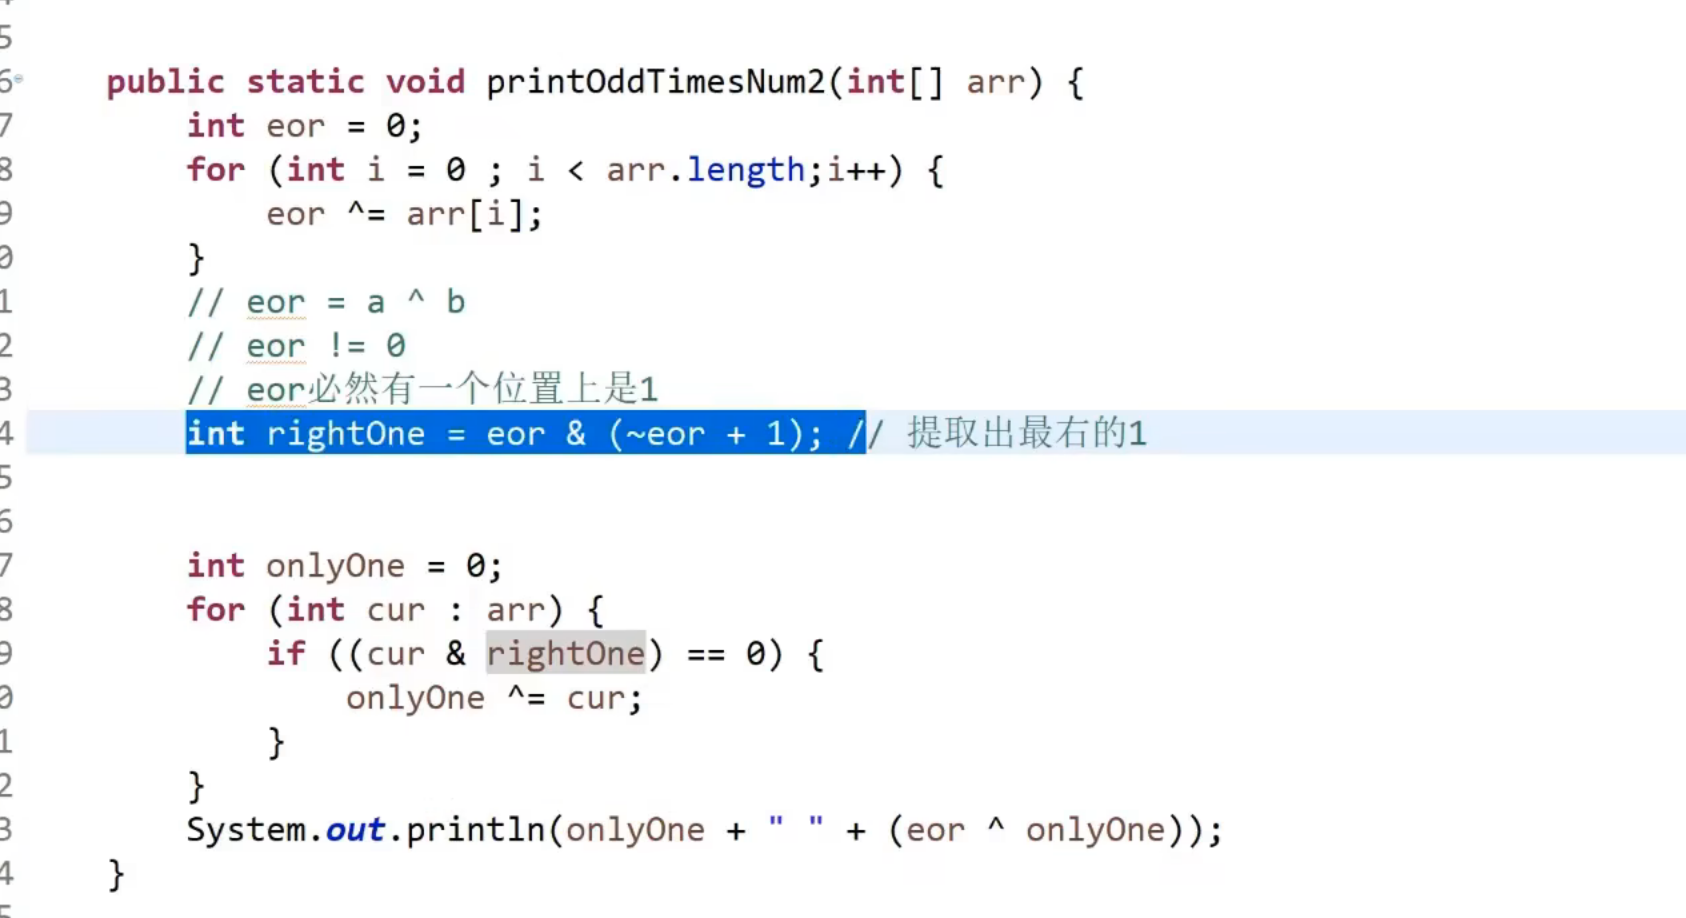 5
6 public static void printOddTimesNum2(int[] arr) {
7 int eor = 0;
8 for (int i = 0 ; i < arr.length;i++) {
9 eor ^= arr[i];
0 }
1 // eor = a ^ b
2 // eor != 0
3 // eor必然有一个位置上是1
4 int rightOne = eor & (~eor + 1); // 提取出最右的1
5
6
7 int onlyOne = 0;
8 for (int cur : arr) {
9 if ((cur & rightOne) == 0) {
0 onlyOne ^= cur;
1 }
2 }
3 System.out.println(onlyOne + " " + (eor ^ onlyOne));
4 }